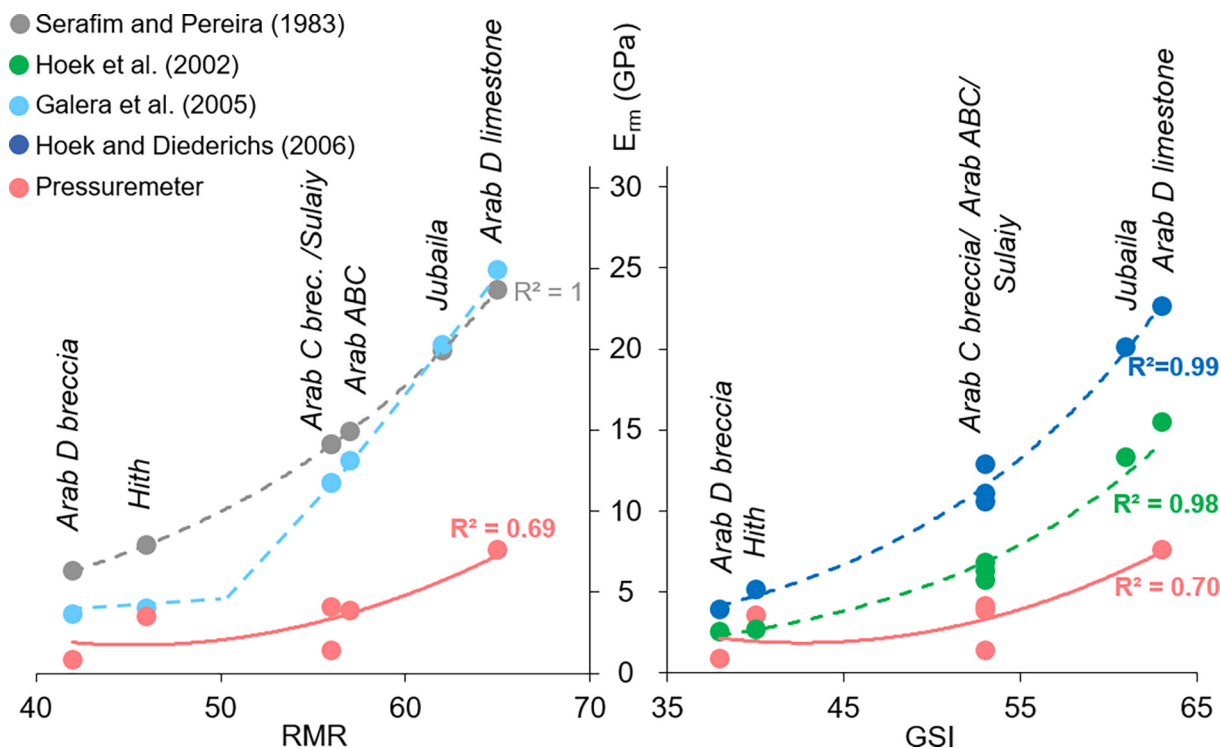 Serafim and Pereira (1983)
Hoek et al. (2002)
Galera et al. (2005)
Hoek and Diederichs (2006)
Pressuremeter
Arab D breccia
Hith
Arab C brec. /Sulaiy
Arab ABC
Jubaila
Arab D limestone
R² = 1
R² = 0.69
40
50
60
70
RMR
Erm (GPa)
30
25
20
15
10
5
0
Arab D breccia
Hith
Arab C breccia/ Arab ABC/
Sulaiy
Jubaila
Arab D limestone
R²=0.99
R² = 0.98
R² = 0.70
35
45
55
65
GSI